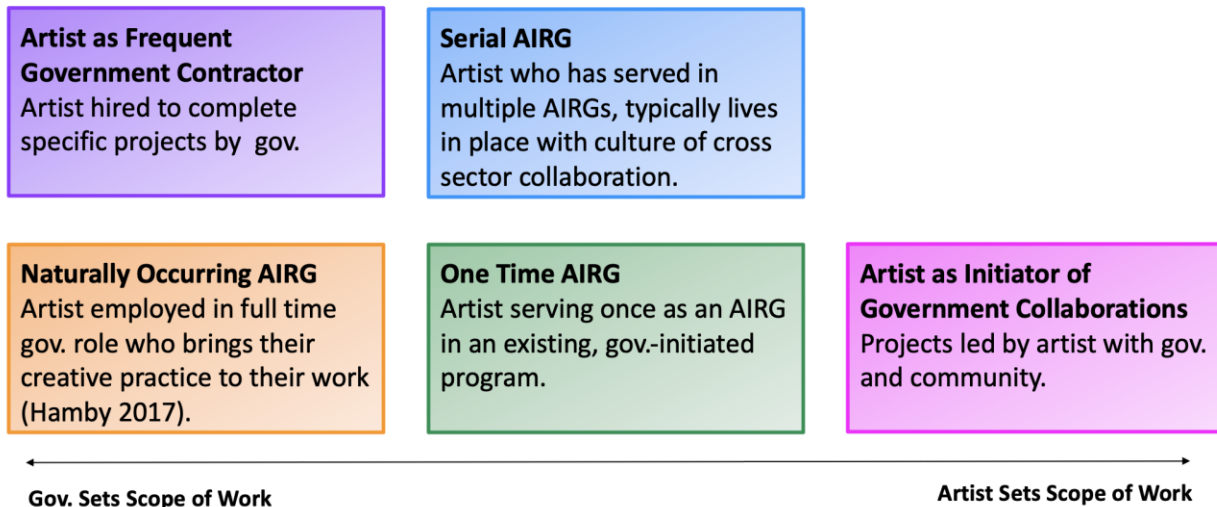 Artist as Frequent
Government Contractor
Artist hired to complete
specific projects by gov.
Serial AIRG
Artist who has served in
multiple AIRGs, typically lives
in place with culture of cross
sector collaboration.
Naturally Occurring AIRG
Artist employed in full time
gov. role who brings their
creative practice to their work
(Hamby 2017).
One Time AIRG
Artist serving once as an AIRG
in an existing, gov.-initiated
program.
Artist as Initiator of
Government Collaborations
Projects led by artist with gov.
and community.
Gov. Sets Scope of Work
Artist Sets Scope of Work